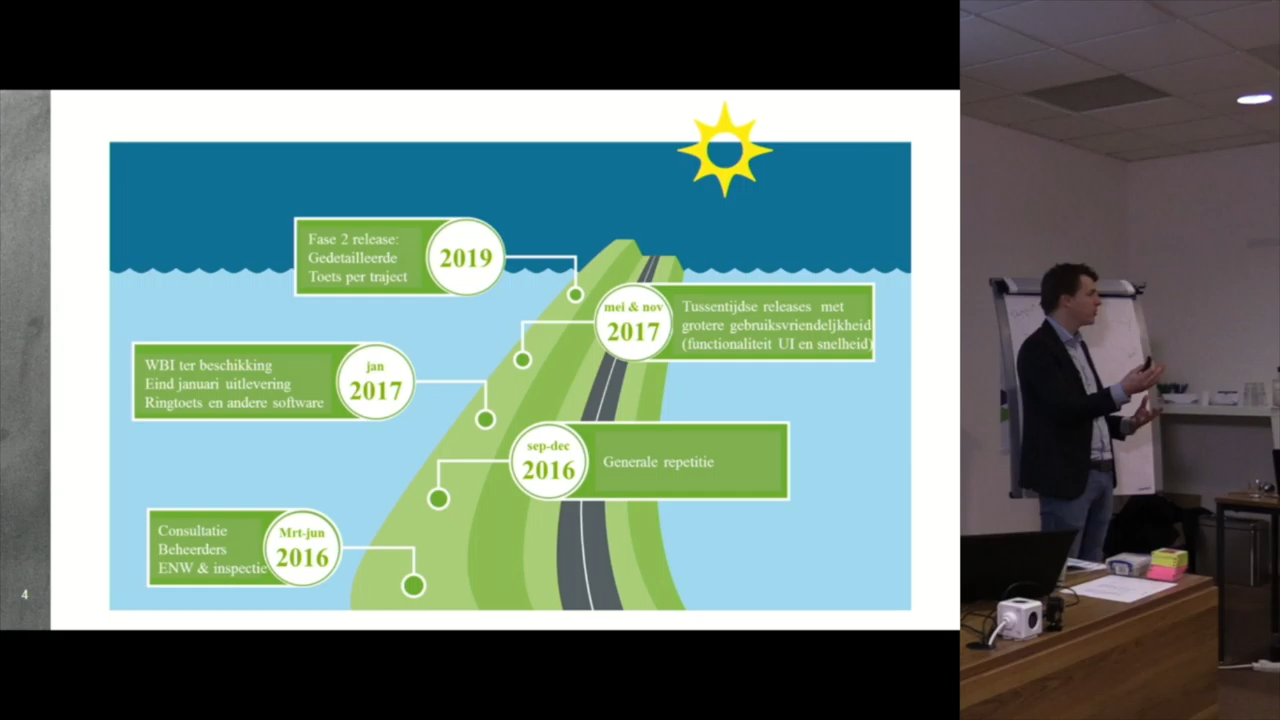 Fase 2 release:
Gedetailleerde
Toets per traject
2019
mei & nov
2017
Tussentijdse releases met
grotere gebruiksvriendeljkheid
(functionaliteit UI en snelheid)
WBI ter beschikking
Eind januari uitlevering
Ringtoets en andere software
jan
2017
sep-dec
2016
Generale repetitie
Consultatie
Beheerders
ENW & inspectie
Mrt-jun
2016
4